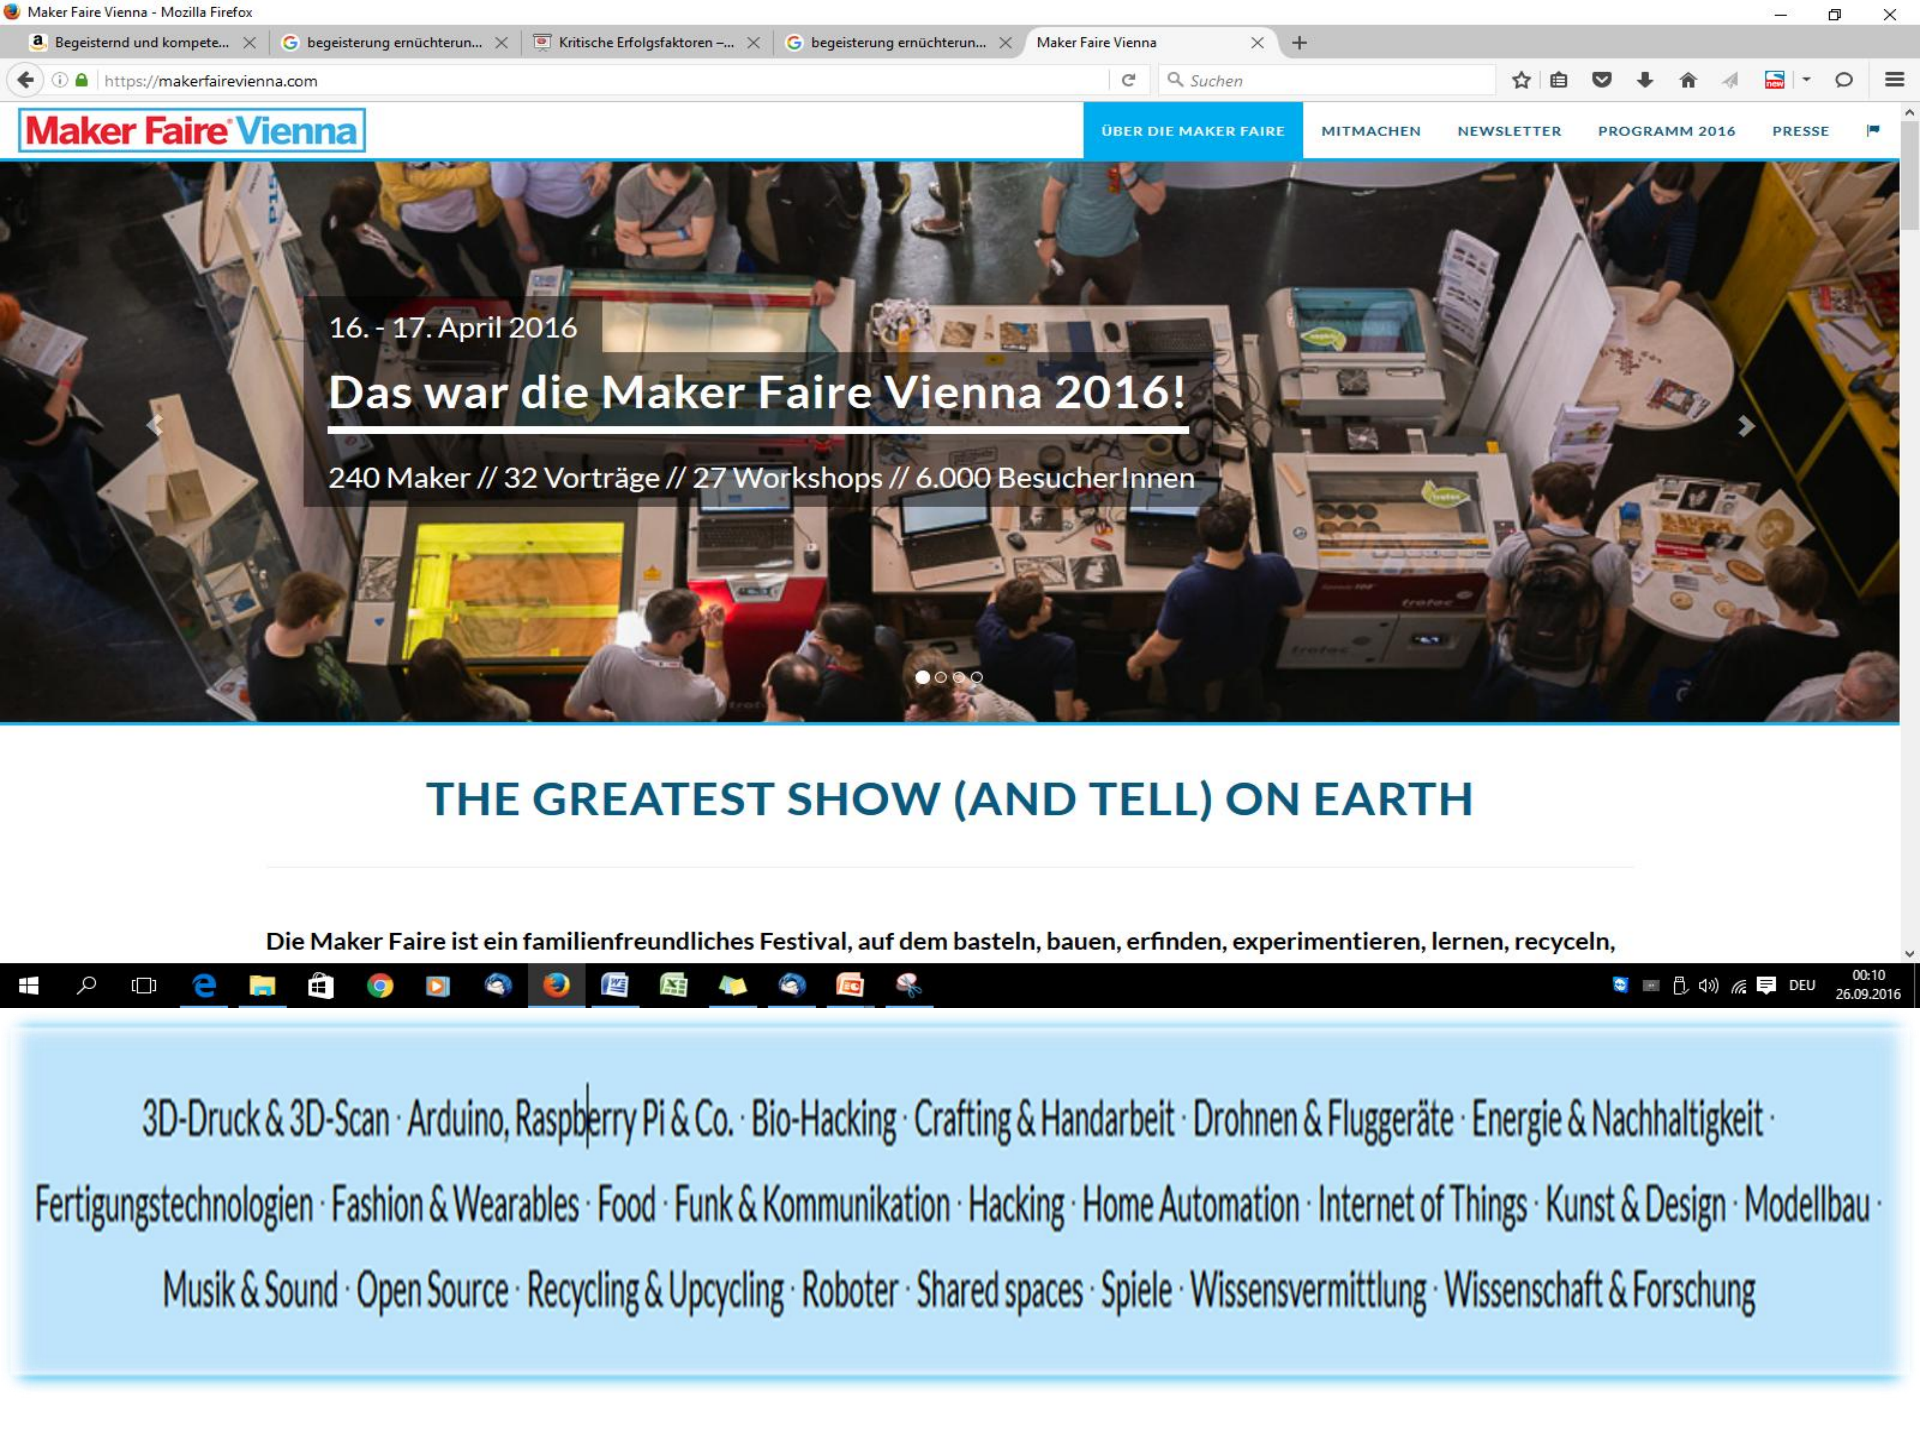 Maker Faire Vienna - Mozilla Firefox
Begeisternd und kompete...
begeisterung ernüchterun...
Kritische Erfolgsfaktoren –...
begeisterung ernüchterun...
Maker Faire Vienna
https://makerfairevienna.com
Suchen
Maker Faire Vienna
ÜBER DIE MAKER FAIRE MITMACHEN NEWSLETTER PROGRAMM 2016 PRESSE
16. - 17. April 2016
Das war die Maker Faire Vienna 2016!
240 Maker // 32 Vorträge // 27 Workshops // 6.000 BesucherInnen
trotec
trotec
trotec
THE GREATEST SHOW (AND TELL) ON EARTH
Die Maker Faire ist ein familienfreundliches Festival, auf dem basteln, bauen, erfinden, experimentieren, lernen, recyceln,
DEU
00:10
26.09.2016
3D-Druck & 3D-Scan · Arduino, Raspberry Pi & Co. · Bio-Hacking · Crafting & Handarbeit · Drohnen & Fluggeräte · Energie & Nachhaltigkeit ·
Fertigungstechnologien · Fashion & Wearables · Food · Funk & Kommunikation · Hacking · Home Automation · Internet of Things · Kunst & Design · Modellbau ·
Musik & Sound · Open Source · Recycling & Upcycling · Roboter · Shared spaces · Spiele · Wissensvermittlung · Wissenschaft & Forschung